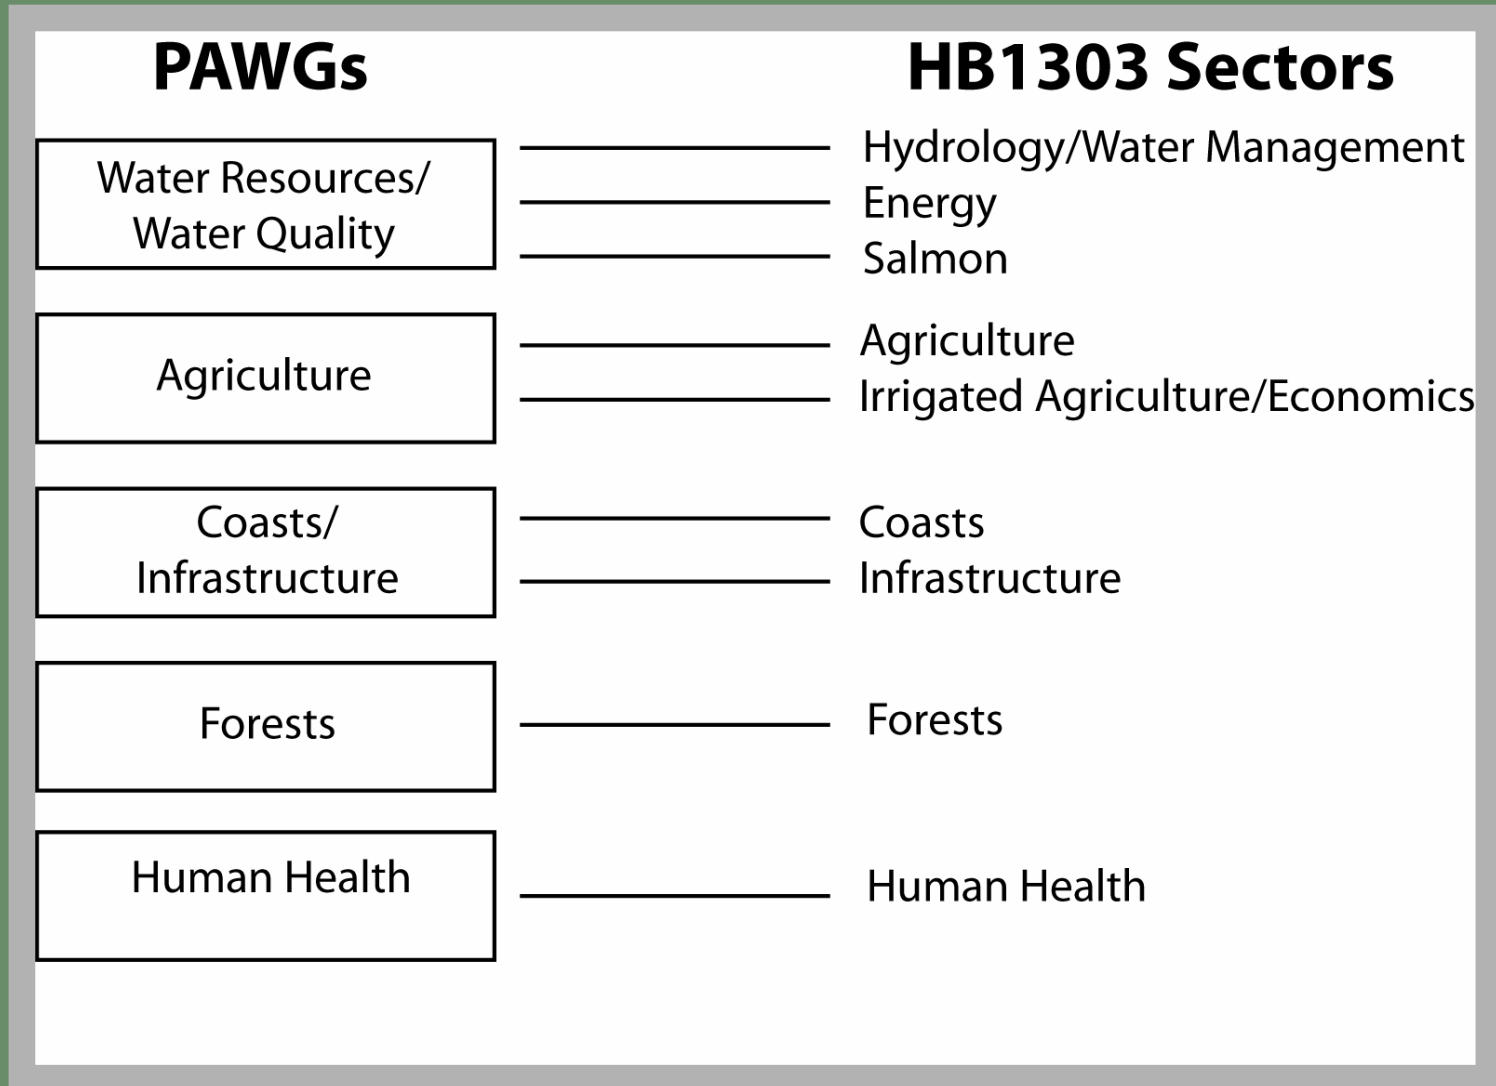 PAWGs
HB1303 Sectors
Water Resources/
Water Quality
Hydrology/Water Management
Energy
Salmon
Agriculture
Agriculture
Irrigated Agriculture/Economics
Coasts/
Infrastructure
Coasts
Infrastructure
Forests
Forests
Human Health
Human Health